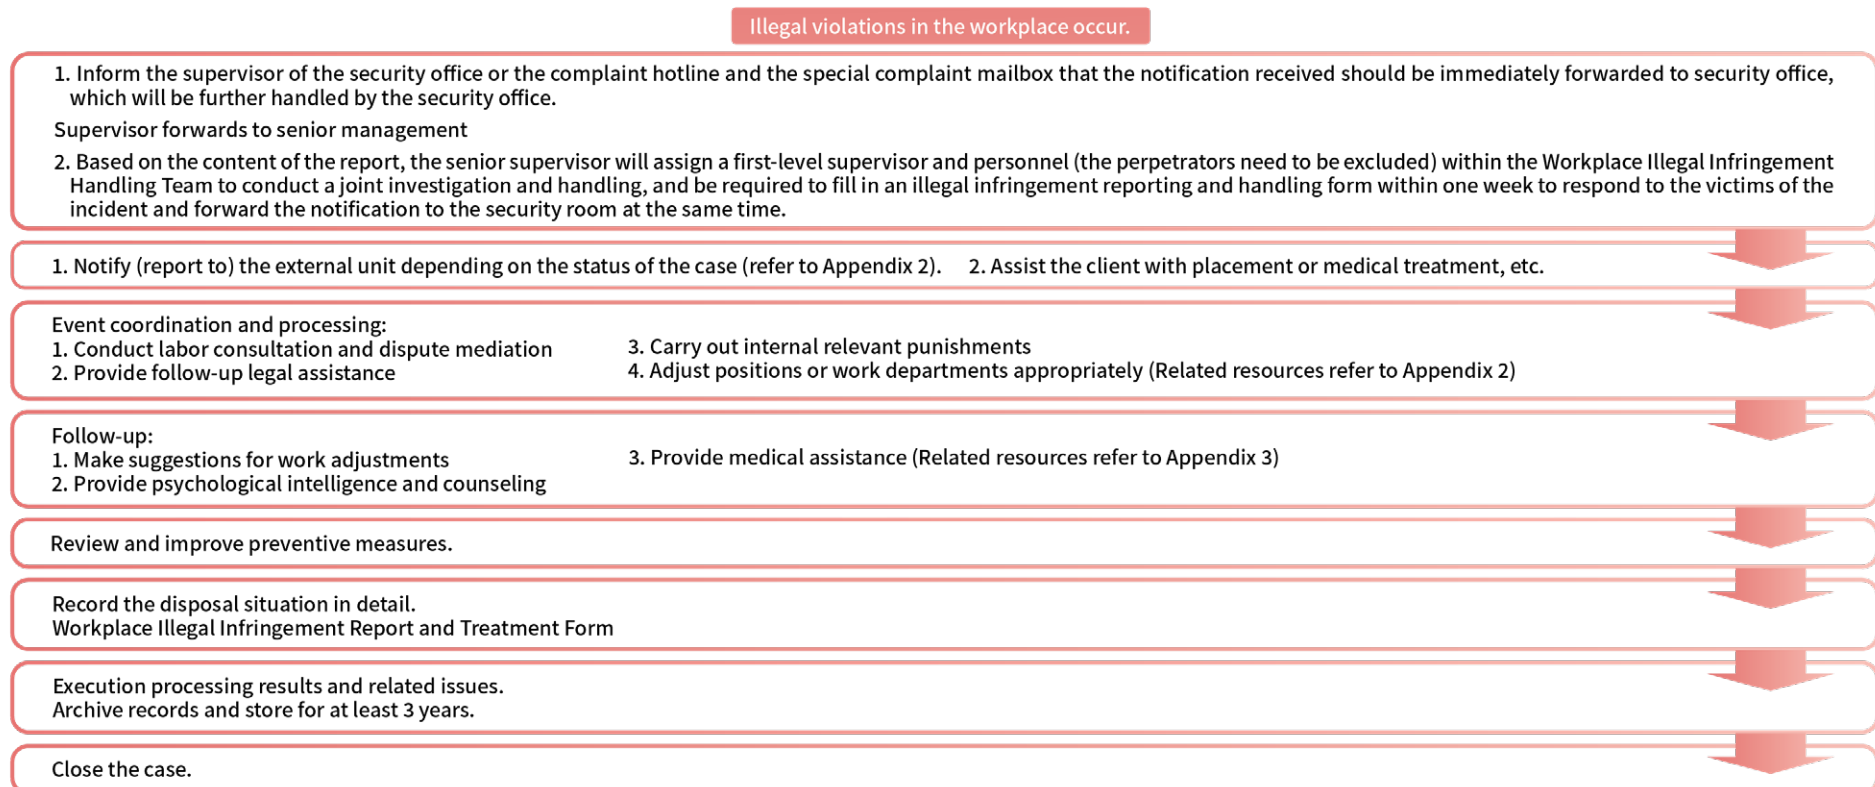 Illegal violations in the workplace occur.
1. Inform the supervisor of the security office or the complaint hotline and the special complaint mailbox that the notification received should be immediately forwarded to security office,
which will be further handled by the security office.
Supervisor forwards to senior management
2. Based on the content of the report, the senior supervisor will assign a first-level supervisor and personnel (the perpetrators need to be excluded) within the Workplace Illegal Infringement
Handling Team to conduct a joint investigation and handling, and be required to fill in an illegal infringement reporting and handling form within one week to respond to the victims of the
incident and forward the notification to the security room at the same time.
1. Notify (report to) the external unit depending on the status of the case (refer to Appendix 2). 2. Assist the client with placement or medical treatment, etc.
Event coordination and processing:
1. Conduct labor consultation and dispute mediation
2. Provide follow-up legal assistance
3. Carry out internal relevant punishments
4. Adjust positions or work departments appropriately (Related resources refer to Appendix 2)
Follow-up:
1. Make suggestions for work adjustments
2. Provide psychological intelligence and counseling
3. Provide medical assistance (Related resources refer to Appendix 3)
Review and improve preventive measures.
Record the disposal situation in detail.
Workplace Illegal Infringement Report and Treatment Form
Execution processing results and related issues.
Archive records and store for at least 3 years.
Close the case.